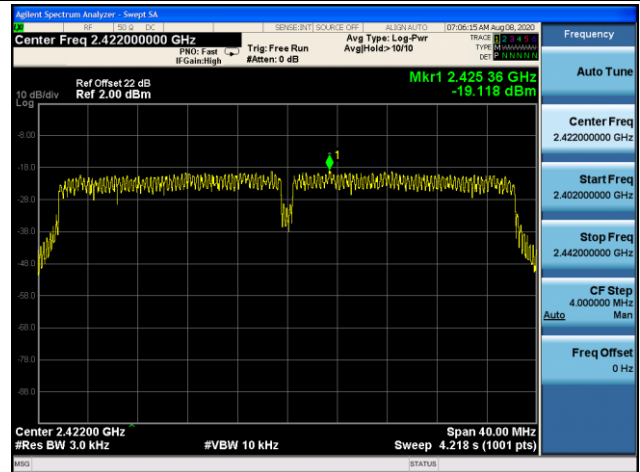 Agilent Spectrum Analyzer - Swept SA
RF 50 Ω DC SENSE:INT SOURCE OFF ALIGN AUTO 07:06:15 AM Aug 08, 2020
Center Freq 2.422000000 GHz
PNO: Fast
IFGain:High
Trig: Free Run
#Atten: 0 dB
Avg Type: Log-Pwr
Avg|Hold:> 10/10
TRACE 1 2 3 4 5 6
TYPE M
DET P N N N N N
Frequency
Auto Tune
Center Freq
2.422000000 GHz
Start Freq
2.402000000 GHz
Stop Freq
2.442000000 GHz
CF Step
4.000000 MHz
Auto Man
Freq Offset
0 Hz
Ref Offset 22 dB
10 dB/div Ref 2.00 dBm
Log
Mkr1 2.425 36 GHz
-19.118 dBm
1
-8.00
-18.0
-28.0
-38.0
-48.0
-58.0
-68.0
-78.0
-88.0
Center 2.42200 GHz Span 40.00 MHz
#Res BW 3.0 kHz #VBW 10 kHz Sweep 4.218 s (1001 pts)
MSG STATUS